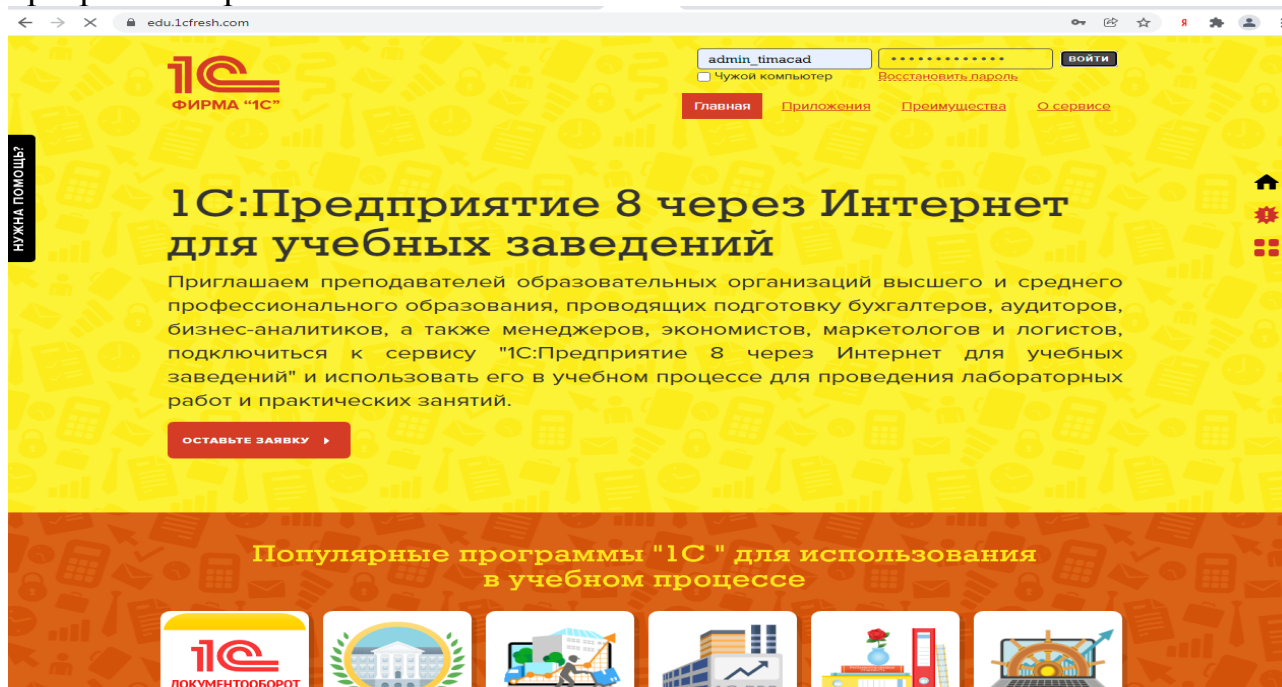 edu.1cfresh.com
Я
1С
ФИРМА "1С"
admin_timacad
войти
Чужой компьютер
Восстановить пароль
Главная Приложения Преимущества О сервисе
НУЖНА ПОМОЩЬ?
1С:Предприятие 8 через Интернет
для учебных заведений
Приглашаем преподавателей образовательных организаций высшего и среднего
профессионального образования, проводящих подготовку бухгалтеров, аудиторов,
бизнес-аналитиков, а также менеджеров, экономистов, маркетологов и логистов,
подключиться к сервису "1С:Предприятие 8 через Интернет для учебных
заведений" и использовать его в учебном процессе для проведения лабораторных
работ и практических занятий.
ОСТАВЬТЕ ЗАЯВКУ
Популярные программы "1С " для использования
в учебном процессе
1С
ДОКУМЕНТООБОРОТ